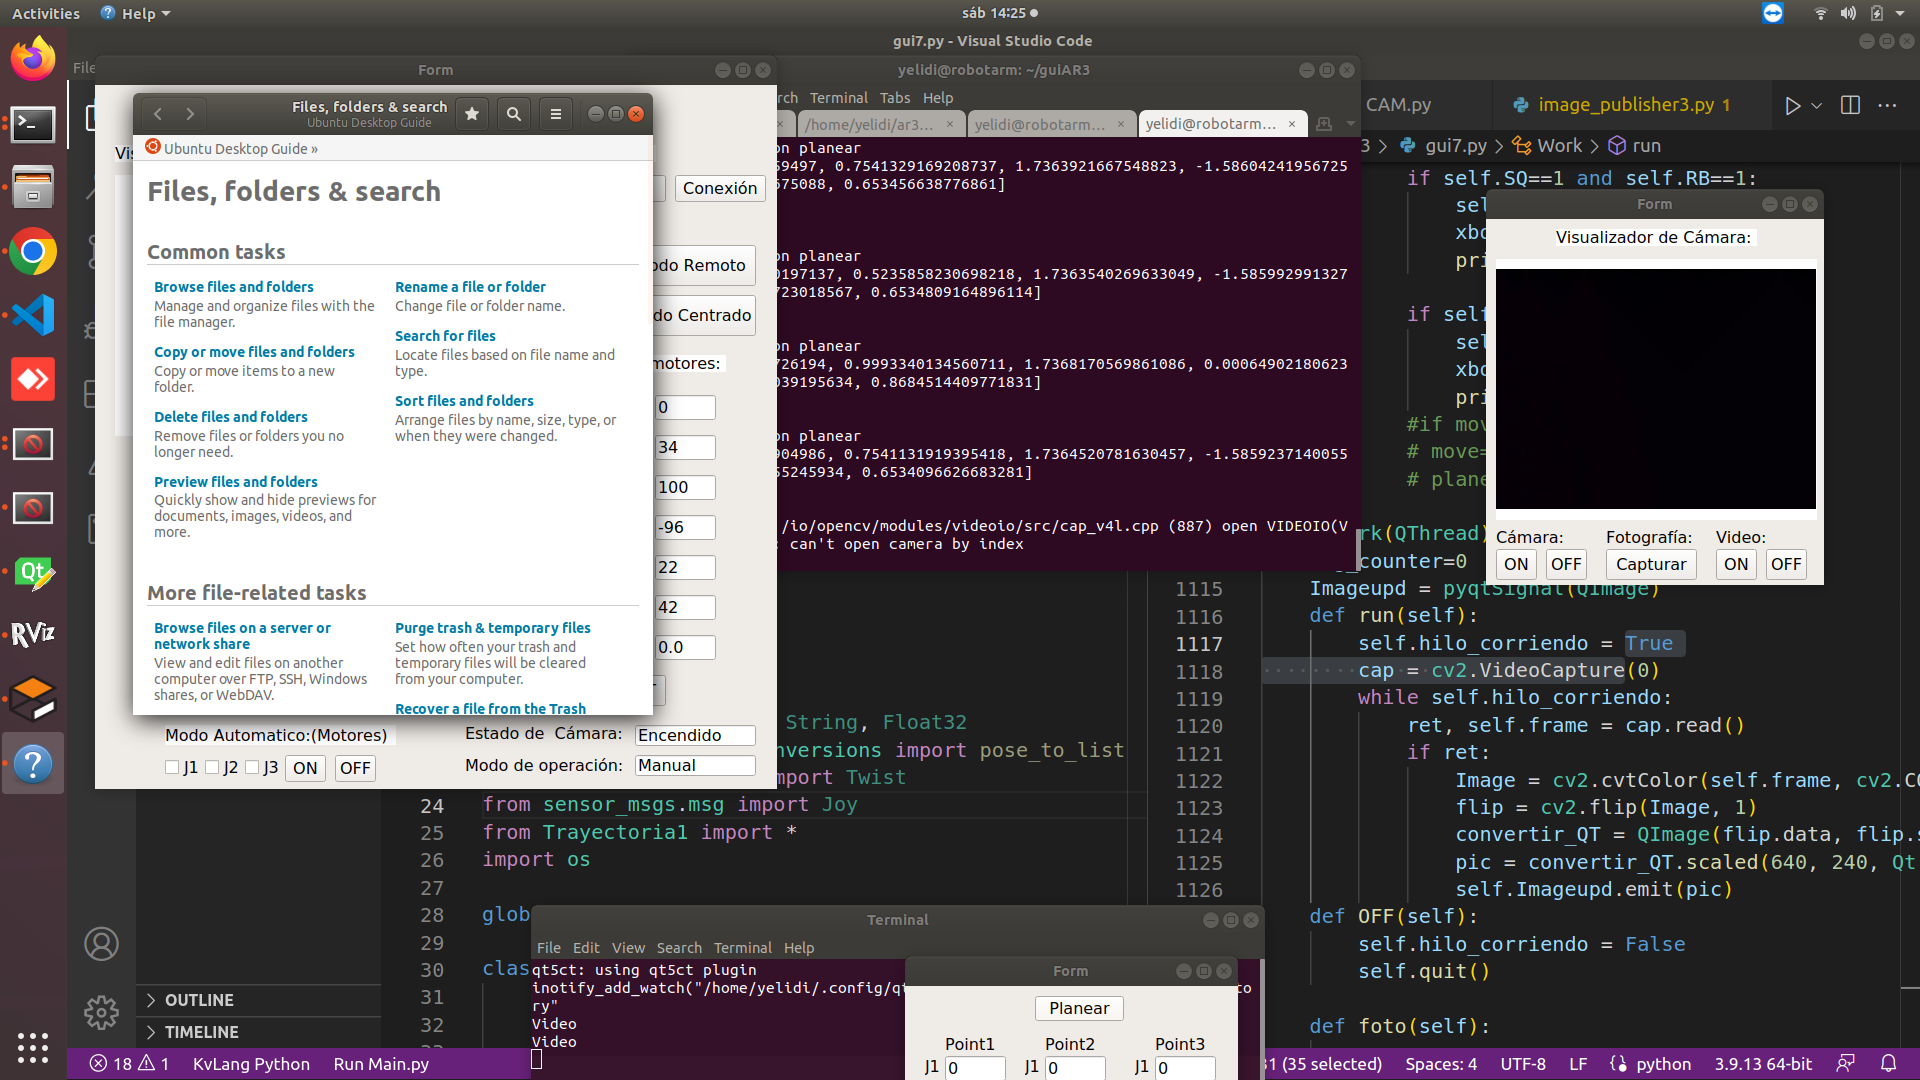 Activities
Help
sáb 14:25
gui7.py - Visual Studio Code
File
Form
yelidi@robotarm: ~/guiAR3
Terminal Tabs Help
/home/yelidi/ar3...
yelidi@robotarm...
yelidi@robotarm...
CAM.py
image_publisher3.py 1
gui7.py
Work
run
Files, folders & search
Ubuntu Desktop Guide
Ubuntu Desktop Guide »
Files, folders & search
Common tasks
Browse files and folders
Manage and organize files with the
file manager.
Copy or move files and folders
Copy or move items to a new
folder.
Delete files and folders
Remove files or folders you no
longer need.
Preview files and folders
Quickly show and hide previews for
documents, images, videos, and
more.
Rename a file or folder
Change file or folder name.
Search for files
Locate files based on file name and
type.
Sort files and folders
Arrange files by name, size, type, or
when they were changed.
More file-related tasks
Browse files on a server or
network share
View and edit files on another
computer over FTP, SSH, Windows
shares, or WebDAV.
Purge trash & temporary files
Set how often your trash and
temporary files will be cleared
from your computer.
Recover a file from the Trash
Conexión
odo Remoto
do Centrado
motores:
0
34
100
-96
22
42
0.0
Modo Automatico:(Motores)
J1 J2 J3 ON OFF
Estado de Cámara: Encendido
Modo de operación: Manual
on planear
59497, 0.7541329169208737, 1.7363921667548823, -1.58604241956725
575088, 0.653456638776861]
on planear
0197137, 0.5235858230698218, 1.7363540269633049, -1.585992991327
723018567, 0.6534809164896114]
on planear
726194, 0.9993340134560711, 1.7368170569861086, 0.00064902180623
039195634, 0.8684514409771831]
on planear
904986, 0.7541131919395418, 1.7364520781630457, -1.5859237140055
55245934, 0.6534096626683281]
/io/opencv/modules/videoio/src/cap_v4l.cpp (887) open VIDEOIO(V
: can't open camera by index
if self.SQ==1 and self.RB==1:
sel
xbo
pri
if self
sel
xbo
pri
#if mov
# move=
# plane
Form
Visualizador de Cámara:
Cámara: Fotografía: Video:
ON OFF Capturar ON OFF
rk(QThread)
counter=0
1115 Imageupd = pyqtSignal(QImage)
1116 def run(self):
1117 self.hilo_corriendo = True
1118 cap = cv2.VideoCapture(0)
1119 while self.hilo_corriendo:
1120 ret, self.frame = cap.read()
1121 if ret:
1122 Image = cv2.cvtColor(self.frame, cv2.CO
1123 flip = cv2.flip(Image, 1)
1124 convertir_QT = QImage(flip.data, flip.s
1125 pic = convertir_QT.scaled(640, 240, Qt
1126 self.Imageupd.emit(pic)
def OFF(self):
self.hilo_corriendo = False
self.quit()
def foto(self):
String, Float32
nversions import pose_to_list
mport Twist
24 from sensor_msgs.msg import Joy
25 from Trayectoria1 import *
26 import os
27
28 glob
29
30 clas
31
32
Terminal
File Edit View Search Terminal Help
qt5ct: using qt5ct plugin
inotify_add_watch("/home/yelidi/.config/qt
to
ry"
Video
Video
Form
Planear
Point1 Point2 Point3
J1 0 J1 0 J1 0
OUTLINE
TIMELINE
18 1
KvLang Python
Run Main.py
31 (35 selected)
Spaces: 4
UTF-8
LF
python
3.9.13 64-bit
Qt
RViz